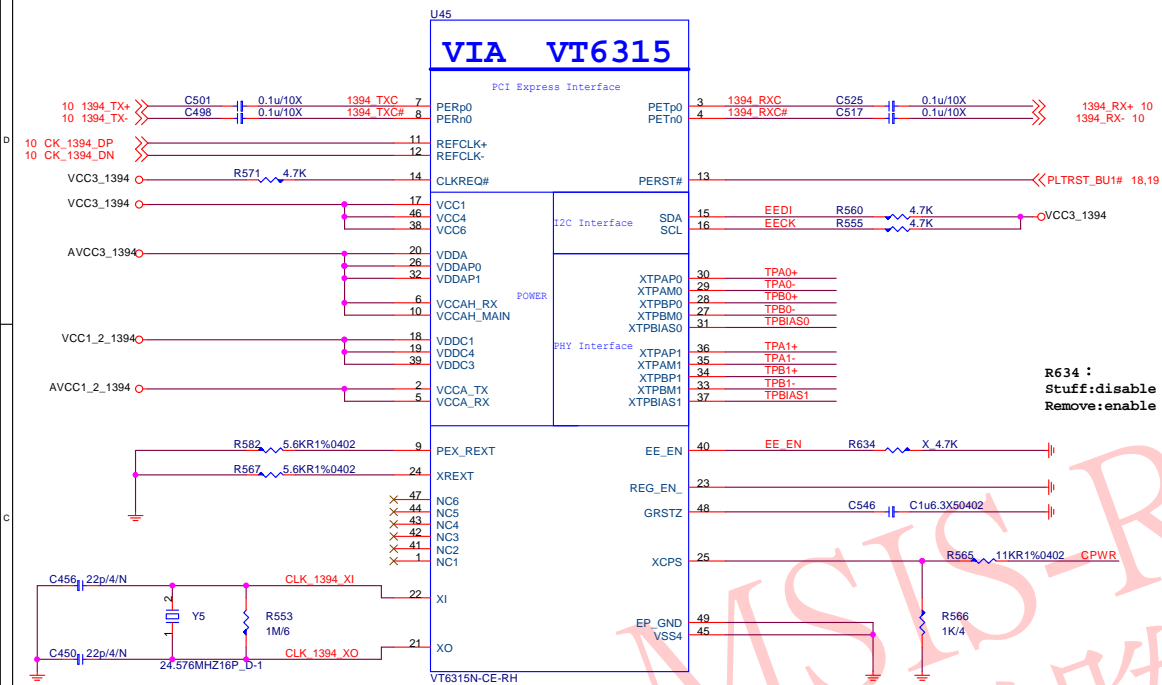 U45
VIA VT6315
PCI Express Interface
10 1394_TX+ C501 0.1u/10X 1394_TXC 7 PERp0
10 1394_TX- C498 0.1u/10X 1394_TXC# 8 PERn0
PETp0 3 1394_RXC C525 0.1u/10X 1394_RX+ 10
PETn0 4 1394_RXC# C517 0.1u/10X 1394_RX- 10
D
10 CK_1394_DP 11 REFCLK+
10 CK_1394_DN 12 REFCLK-
VCC3_1394 R571 4.7K 14 CLKREQ#
PERST# 13 PLTRST_BU1# 18,19
VCC3_1394 17 VCC1
46 VCC4
38 VCC6
I2C Interface
SDA 15 EEDI R560 4.7K VCC3_1394
SCL 16 EECK R555 4.7K
AVCC3_1394 20 VDDA
26 VDDAP0
32 VDDAP1
6 VCCAH_RX
10 VCCAH_MAIN
POWER
XTPAP0 30 TPA0+
XTPAM0 29 TPA0-
XTPBP0 28 TPB0+
XTPBM0 27 TPB0-
XTPBIAS0 31 TPBIAS0
VCC1_2_1394 18 VDDC1
19 VDDC4
39 VDDC3
PHY Interface
XTPAP1 36 TPA1+
XTPAM1 35 TPA1-
XTPBP1 34 TPB1+
XTPBM1 33 TPB1-
XTPBIAS1 37 TPBIAS1
AVCC1_2_1394 2 VCCA_TX
5 VCCA_RX
R634 :
Stuff:disable
Remove:enable
R582 5.6KR1%0402 9 PEX_REXT
R567 5.6KR1%0402 24 XREXT
EE_EN 40 EE_EN R634 X_4.7K
REG_EN_ 23
GRSTZ 48 C546 C1u6.3X50402
47 NC6
44 NC5
43 NC4
42 NC3
41 NC2
1 NC1
C
XCPS 25 R565 11KR1%0402 CPWR
R566
1K/4
C456 22p/4/N CLK_1394_XI 22 XI
2
Y5
1
R553
1M/6
EP_GND 49
VSS4 45
C450 22p/4/N CLK_1394_XO 21 XO
24.576MHZ16P_D-1
VT6315N-CE-RH
MSIS-R